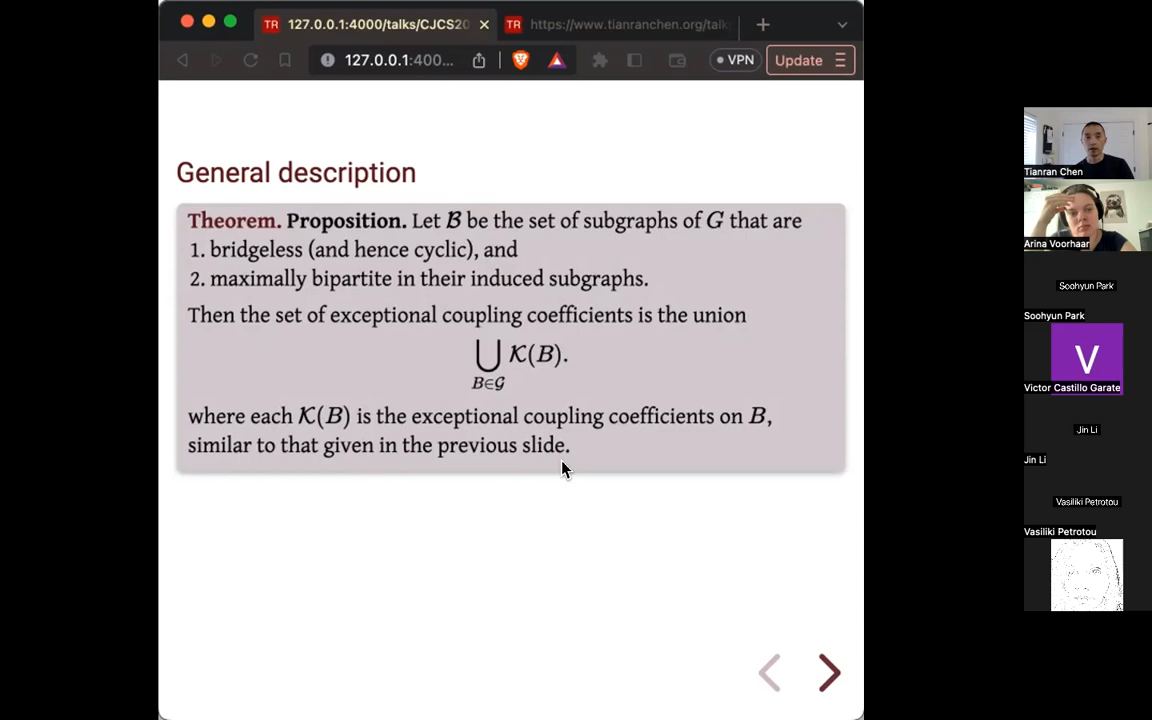 TR 127.0.0.1:4000/talks/CJCS20
TR https://www.tianranchen.org/talk
127.0.0.1:400...
VPN
Update
General description
Theorem. Proposition. Let B be the set of subgraphs of G that are
1. bridgeless (and hence cyclic), and
2. maximally bipartite in their induced subgraphs.
Then the set of exceptional coupling coefficients is the union
⋃ K(B).
B∈G
where each K(B) is the exceptional coupling coefficients on B,
similar to that given in the previous slide.
Tianran Chen
Arina Voorhaar
Soohyun Park
Soohyun Park
V
Victor Castillo Garate
Jin Li
Jin Li
Vasiliki Petrotou
Vasiliki Petrotou